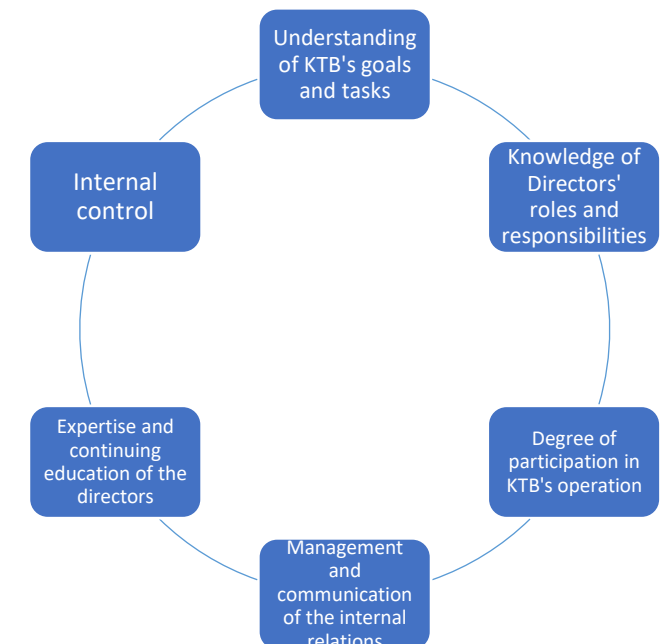 Understanding
of KTB's goals
and tasks
Knowledge of
Directors'
roles and
responsibilities
Degree of
participation in
KTB's operation
Management
and
communication
of the internal
relations
Expertise and
continuing
education of the
directors
Internal
control